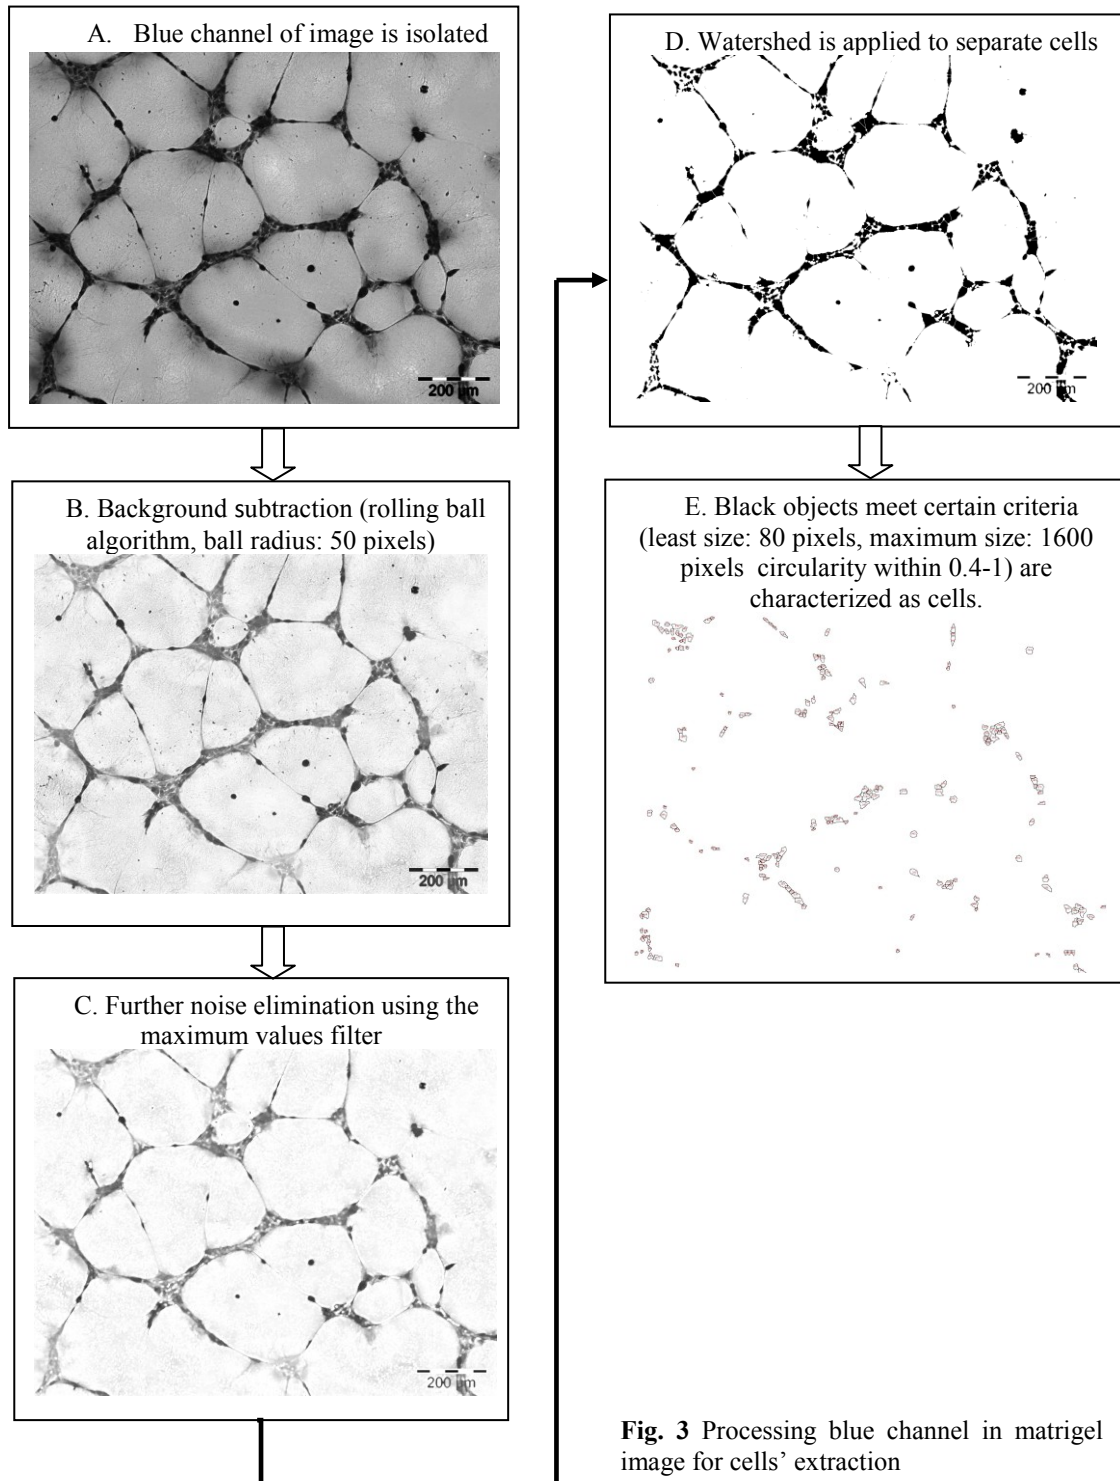 A. Blue channel of image is isolated
200 µm
B. Background subtraction (rolling ball
algorithm, ball radius: 50 pixels)
200 µm
C. Further noise elimination using the
maximum values filter
200 µm
D. Watershed is applied to separate cells
200 µm
E. Black objects meet certain criteria
(least size: 80 pixels, maximum size: 1600
pixels circularity within 0.4-1) are
characterized as cells.
Fig. 3 Processing blue channel in matrigel
image for cells’ extraction